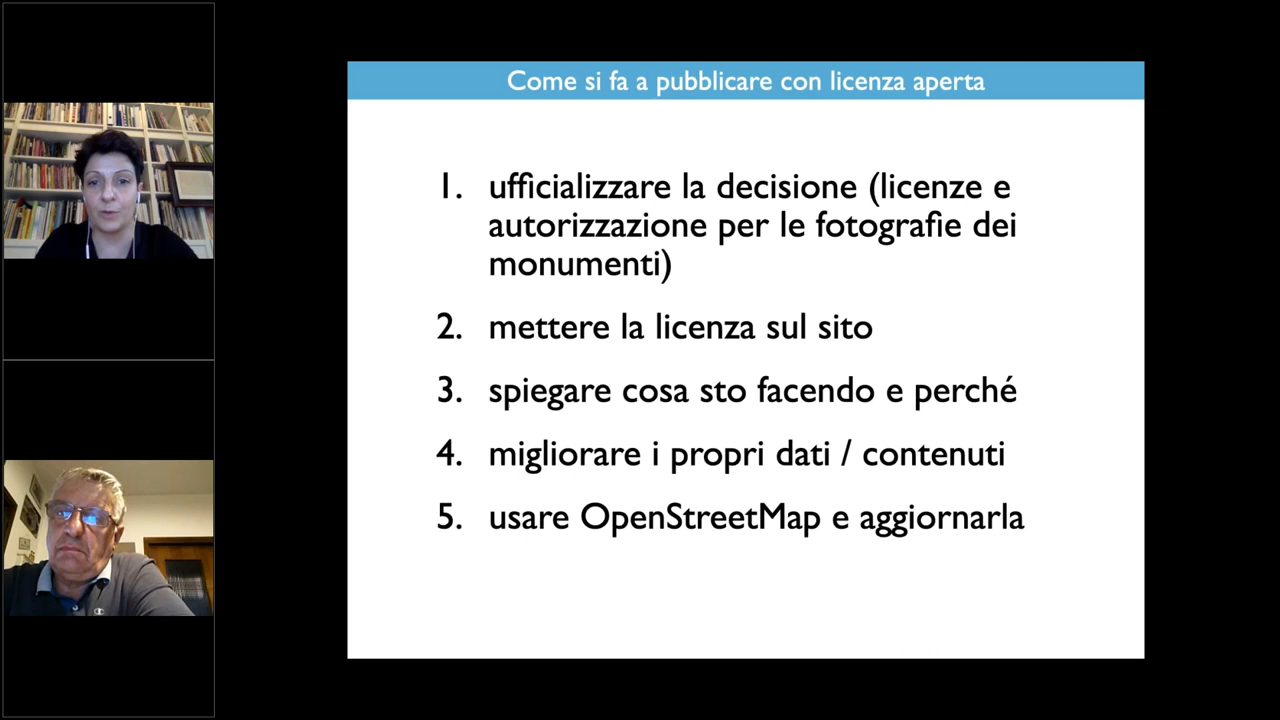 Come si fa a pubblicare con licenza aperta
1. ufficializzare la decisione (licenze e
autorizzazione per le fotografie dei
monumenti)
2. mettere la licenza sul sito
3. spiegare cosa sto facendo e perché
4. migliorare i propri dati / contenuti
5. usare OpenStreetMap e aggiornarla